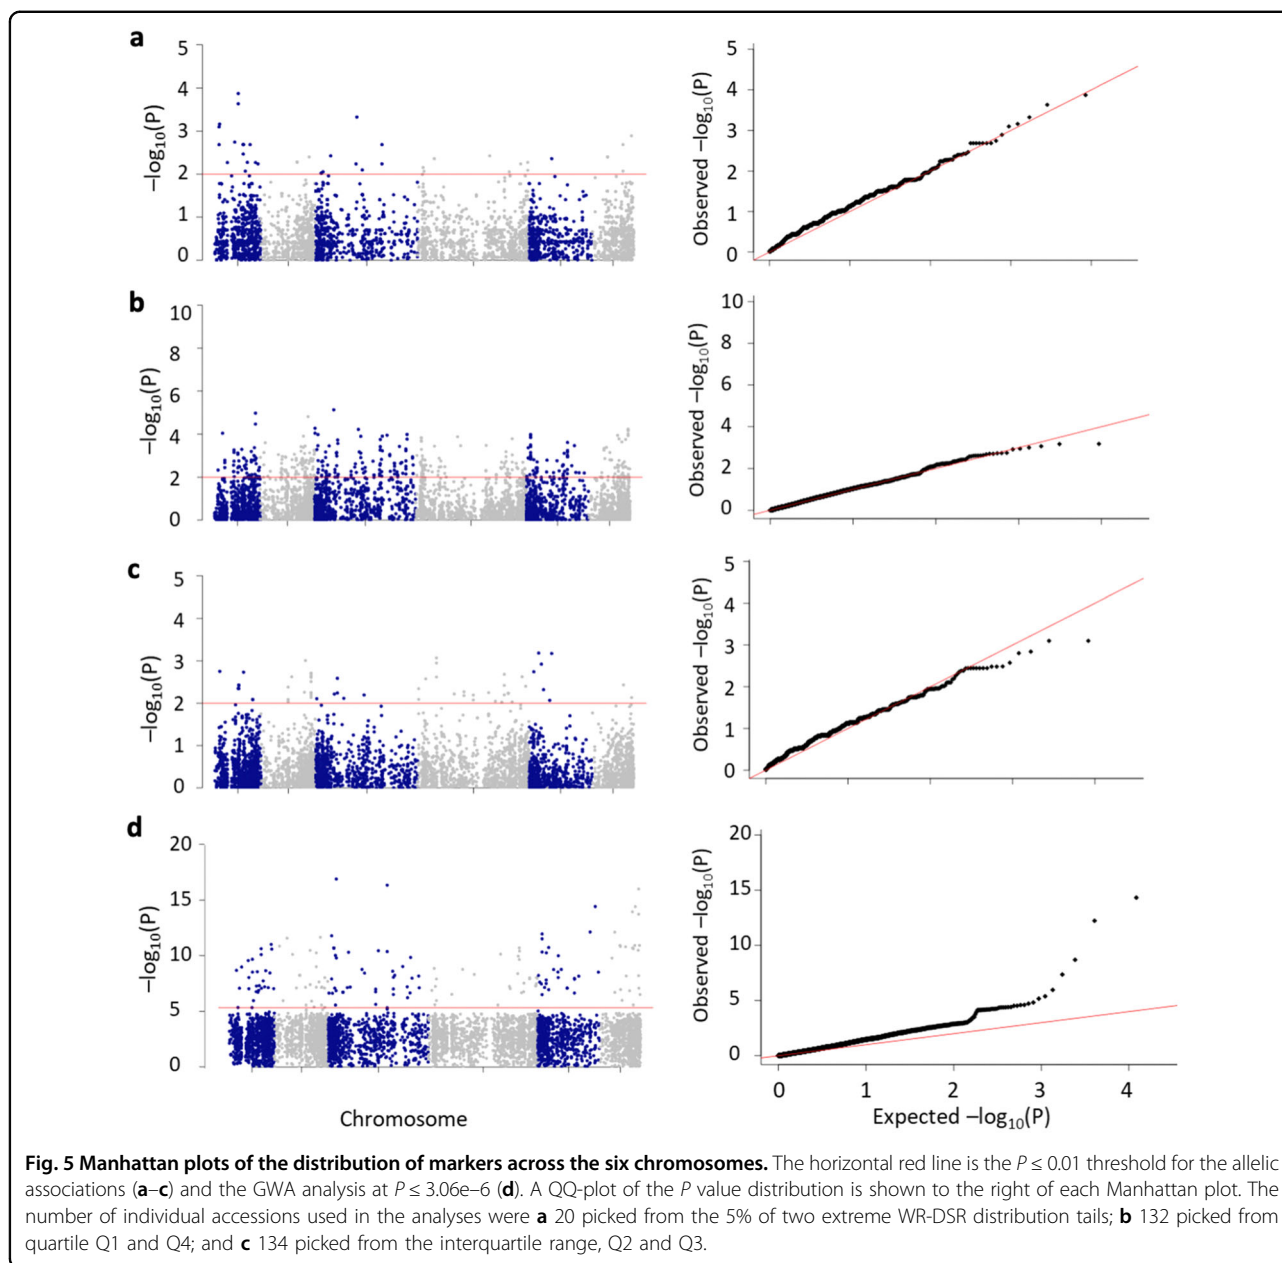 a
5
4
3
2
1
0
−log10(P)
5
4
3
2
1
0
Observed −log10(P)
b
10
8
6
4
2
0
−log10(P)
10
8
6
4
2
0
Observed −log10(P)
c
5
4
3
2
1
0
−log10(P)
5
4
3
2
1
0
Observed −log10(P)
d
20
15
10
5
0
−log10(P)
Chromosome
20
15
10
5
0
Observed −log10(P)
0 1 2 3 4
Expected −log10(P)
Fig. 5 Manhattan plots of the distribution of markers across the six chromosomes. The horizontal red line is the P ≤ 0.01 threshold for the allelic
associations (a–c) and the GWA analysis at P ≤ 3.06e−6 (d). A QQ-plot of the P value distribution is shown to the right of each Manhattan plot. The
number of individual accessions used in the analyses were a 20 picked from the 5% of two extreme WR-DSR distribution tails; b 132 picked from
quartile Q1 and Q4; and c 134 picked from the interquartile range, Q2 and Q3.